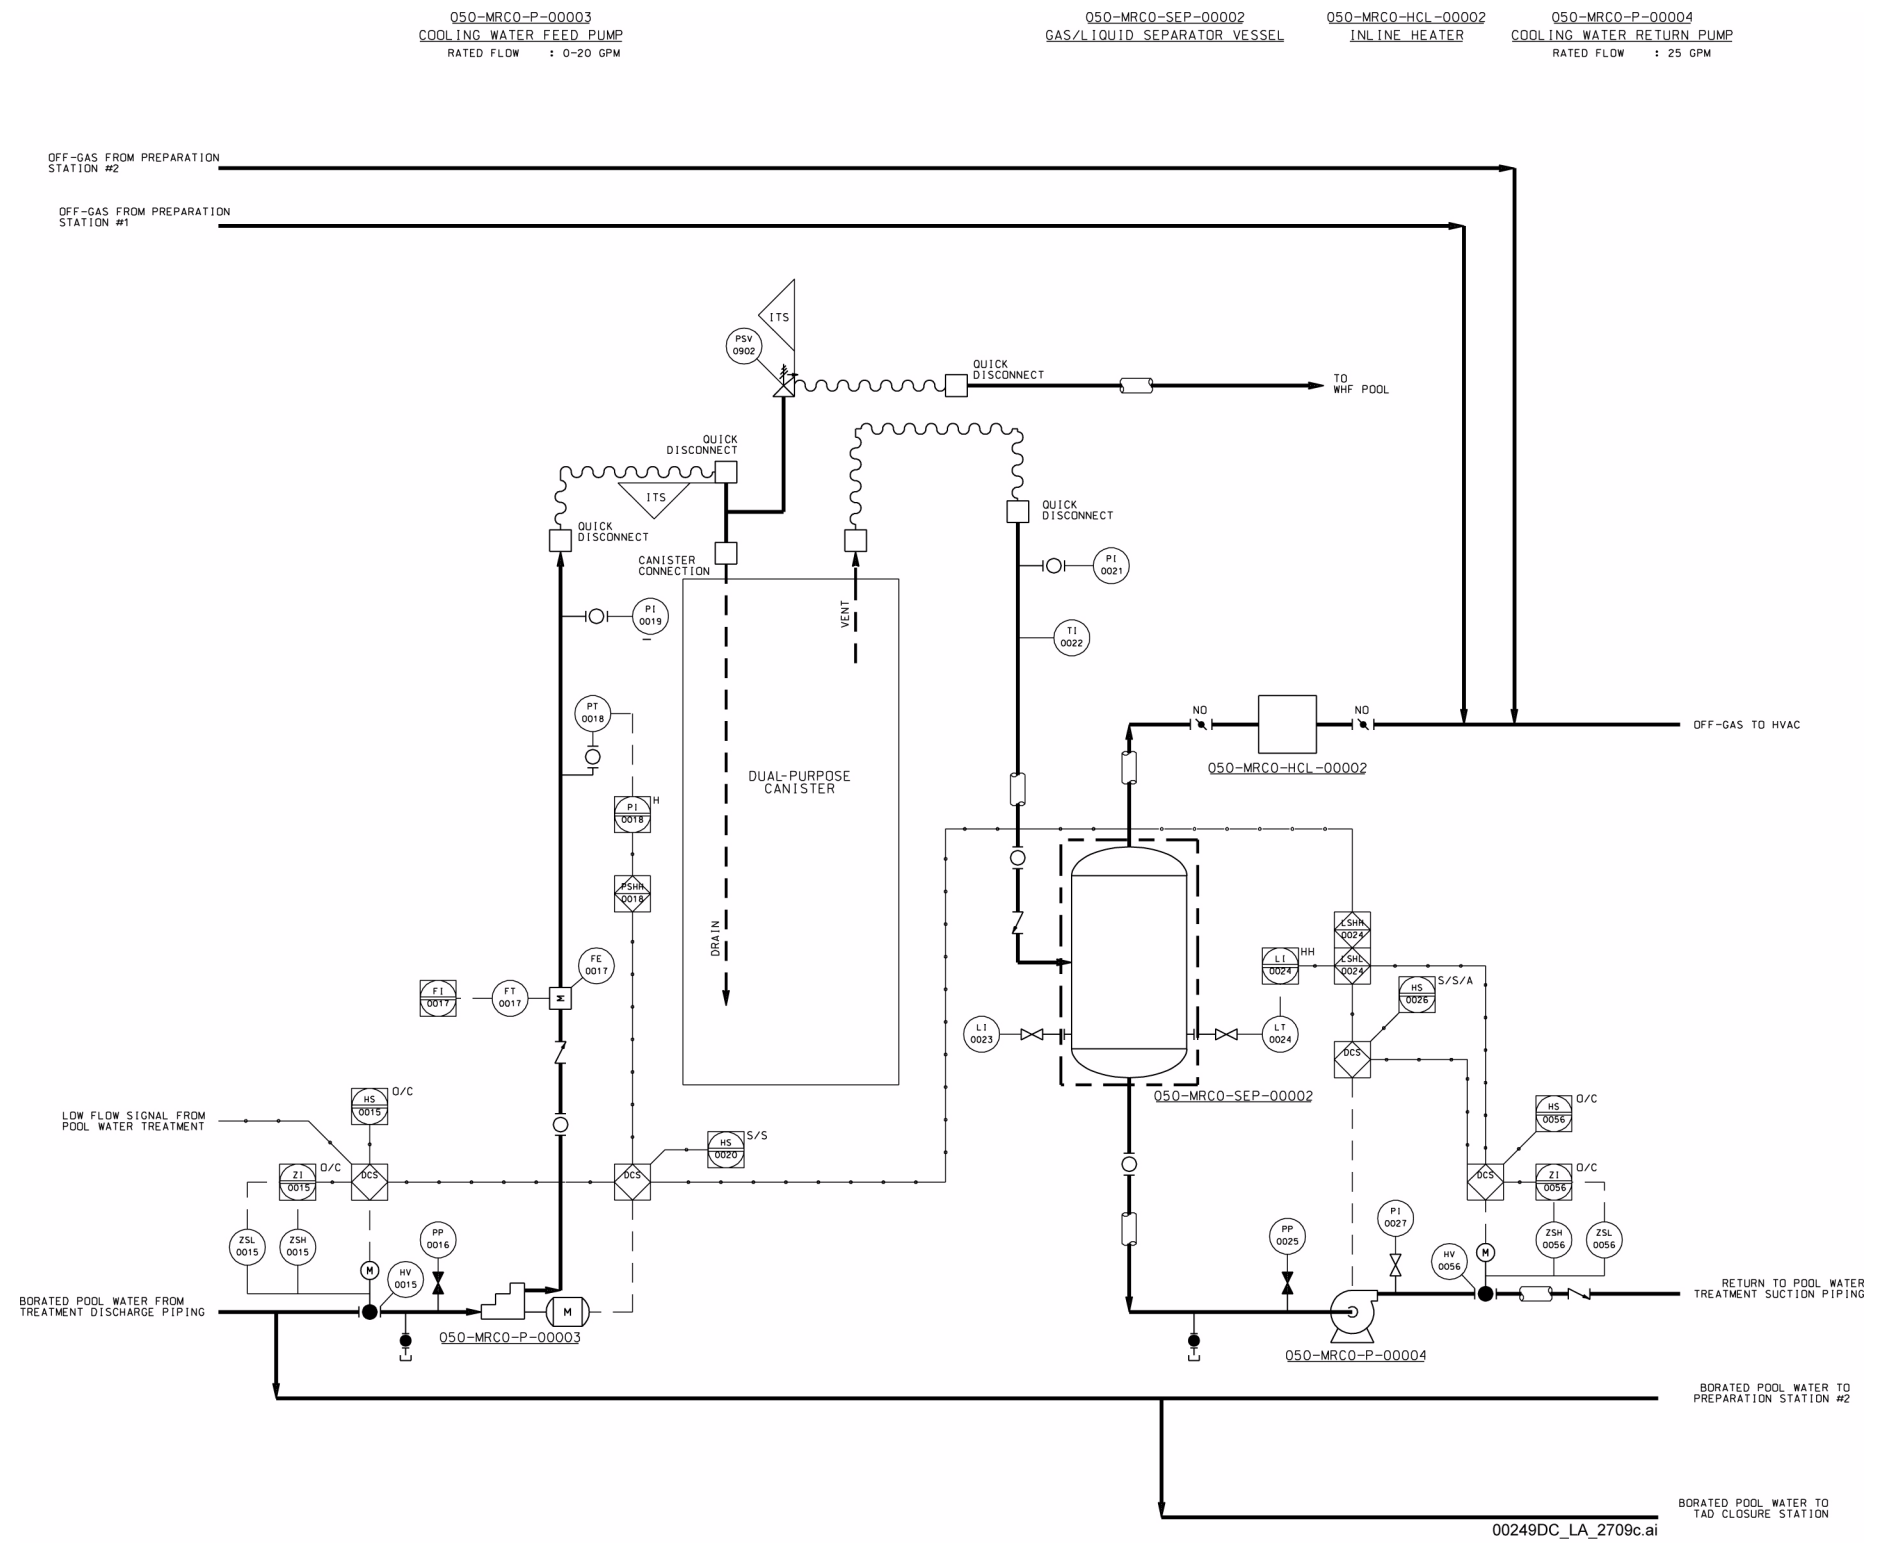 050-MRC0-P-00003
COOLING WATER FEED PUMP
RATED FLOW : 0-20 GPM
050-MRC0-SEP-00002
GAS/LIQUID SEPARATOR VESSEL
050-MRC0-HCL-00002
INLINE HEATER
050-MRC0-P-00004
COOLING WATER RETURN PUMP
RATED FLOW : 25 GPM
OFF-GAS FROM PREPARATION
STATION #2
OFF-GAS FROM PREPARATION
STATION #1
ITS
PSV
0902
QUICK
DISCONNECT
TO
WHF POOL
QUICK
DISCONNECT
ITS
QUICK
DISCONNECT
QUICK
DISCONNECT
CANISTER
CONNECTION
PI
0021
VENT
PI
0019
TI
0022
PT
0018
NO
NO
OFF-GAS TO HVAC
050-MRC0-HCL-00002
DUAL-PURPOSE
CANISTER
PI
0018
H
PSHH
0018
DRAIN
LSHH
0024
LI
0024
HH
LSHL
0024
HS
0026
S/S/A
FE
0017
FI
0017
FT
0017
LI
0023
LT
0024
DCS
050-MRC0-SEP-00002
HS
0015
O/C
LOW FLOW SIGNAL FROM
POOL WATER TREATMENT
HS
0020
S/S
HS
0056
O/C
ZI
0015
O/C
DCS
DCS
DCS
ZI
0056
O/C
ZSL
0015
ZSH
0015
M
HV
0015
PP
0016
PP
0025
PI
0027
HV
0056
M
ZSH
0056
ZSL
0056
BORATED POOL WATER FROM
TREATMENT DISCHARGE PIPING
M
M
050-MRC0-P-00003
050-MRC0-P-00004
RETURN TO POOL WATER
TREATMENT SUCTION PIPING
BORATED POOL WATER TO
PREPARATION STATION #2
BORATED POOL WATER TO
TAD CLOSURE STATION
00249DC_LA_2709c.ai